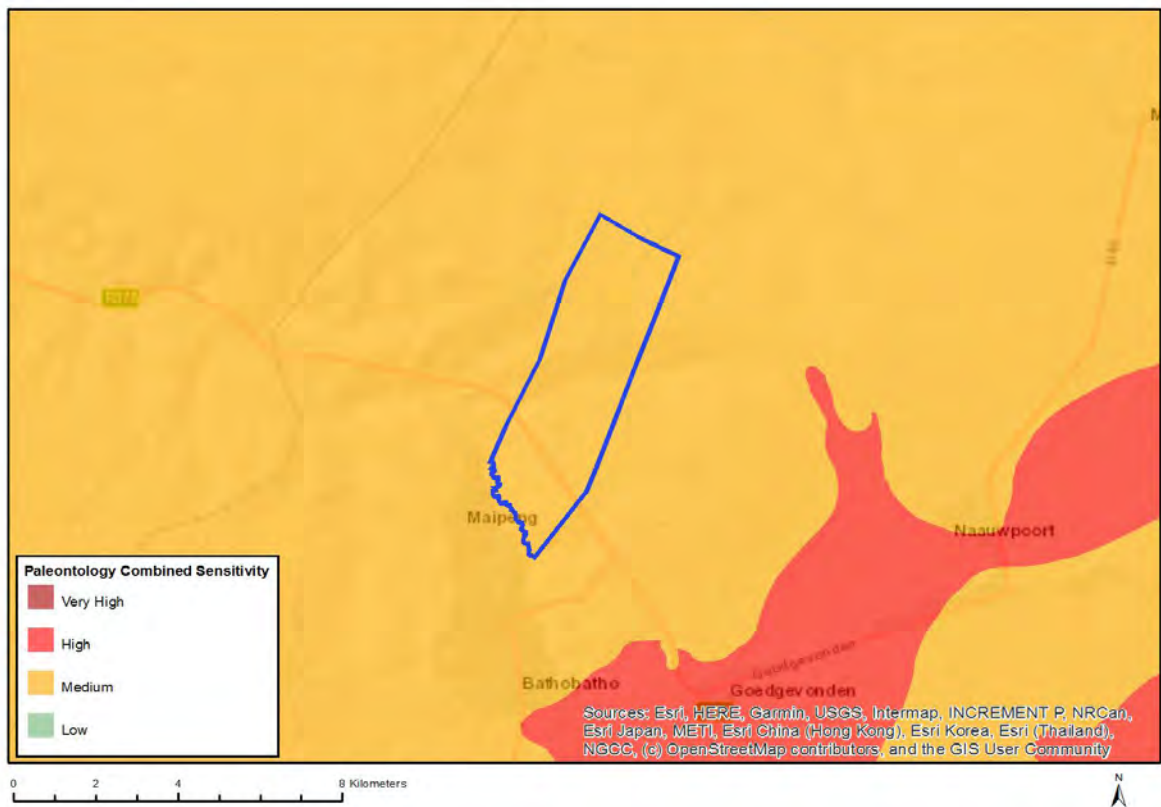 M
Maipeng
Naauwpoort
Paleontology Combined Sensitivity
Very High
High
Medium
Low
Bathobatho
Goedgevonden
Goedgevonden
Sources: Esri, HERE, Garmin, USGS, Intermap, INCREMENT P, NRCan,
Esri Japan, METI, Esri China (Hong Kong), Esri Korea, Esri (Thailand),
NGCC, (c) OpenStreetMap contributors, and the GIS User Community
0 2 4 8 Kilometers
N